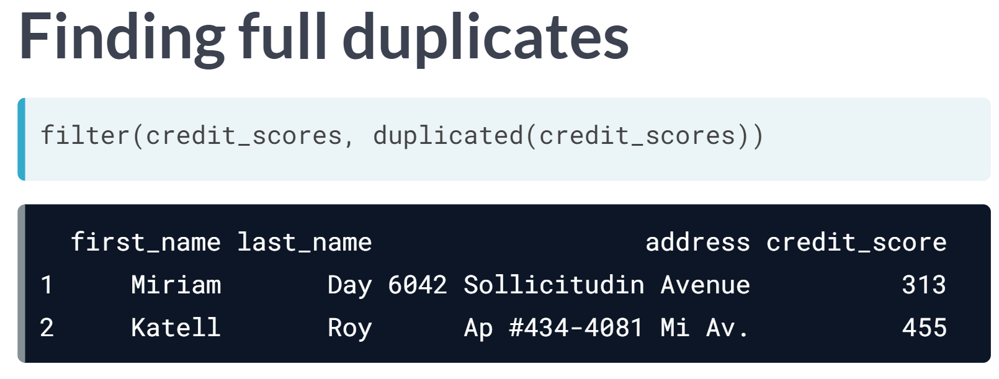 Finding full duplicates
filter(credit_scores, duplicated(credit_scores))
first_name last_name address credit_score
1 Miriam Day 6042 Sollicitudin Avenue 313
2 Katell Roy Ap #434-4081 Mi Av. 455